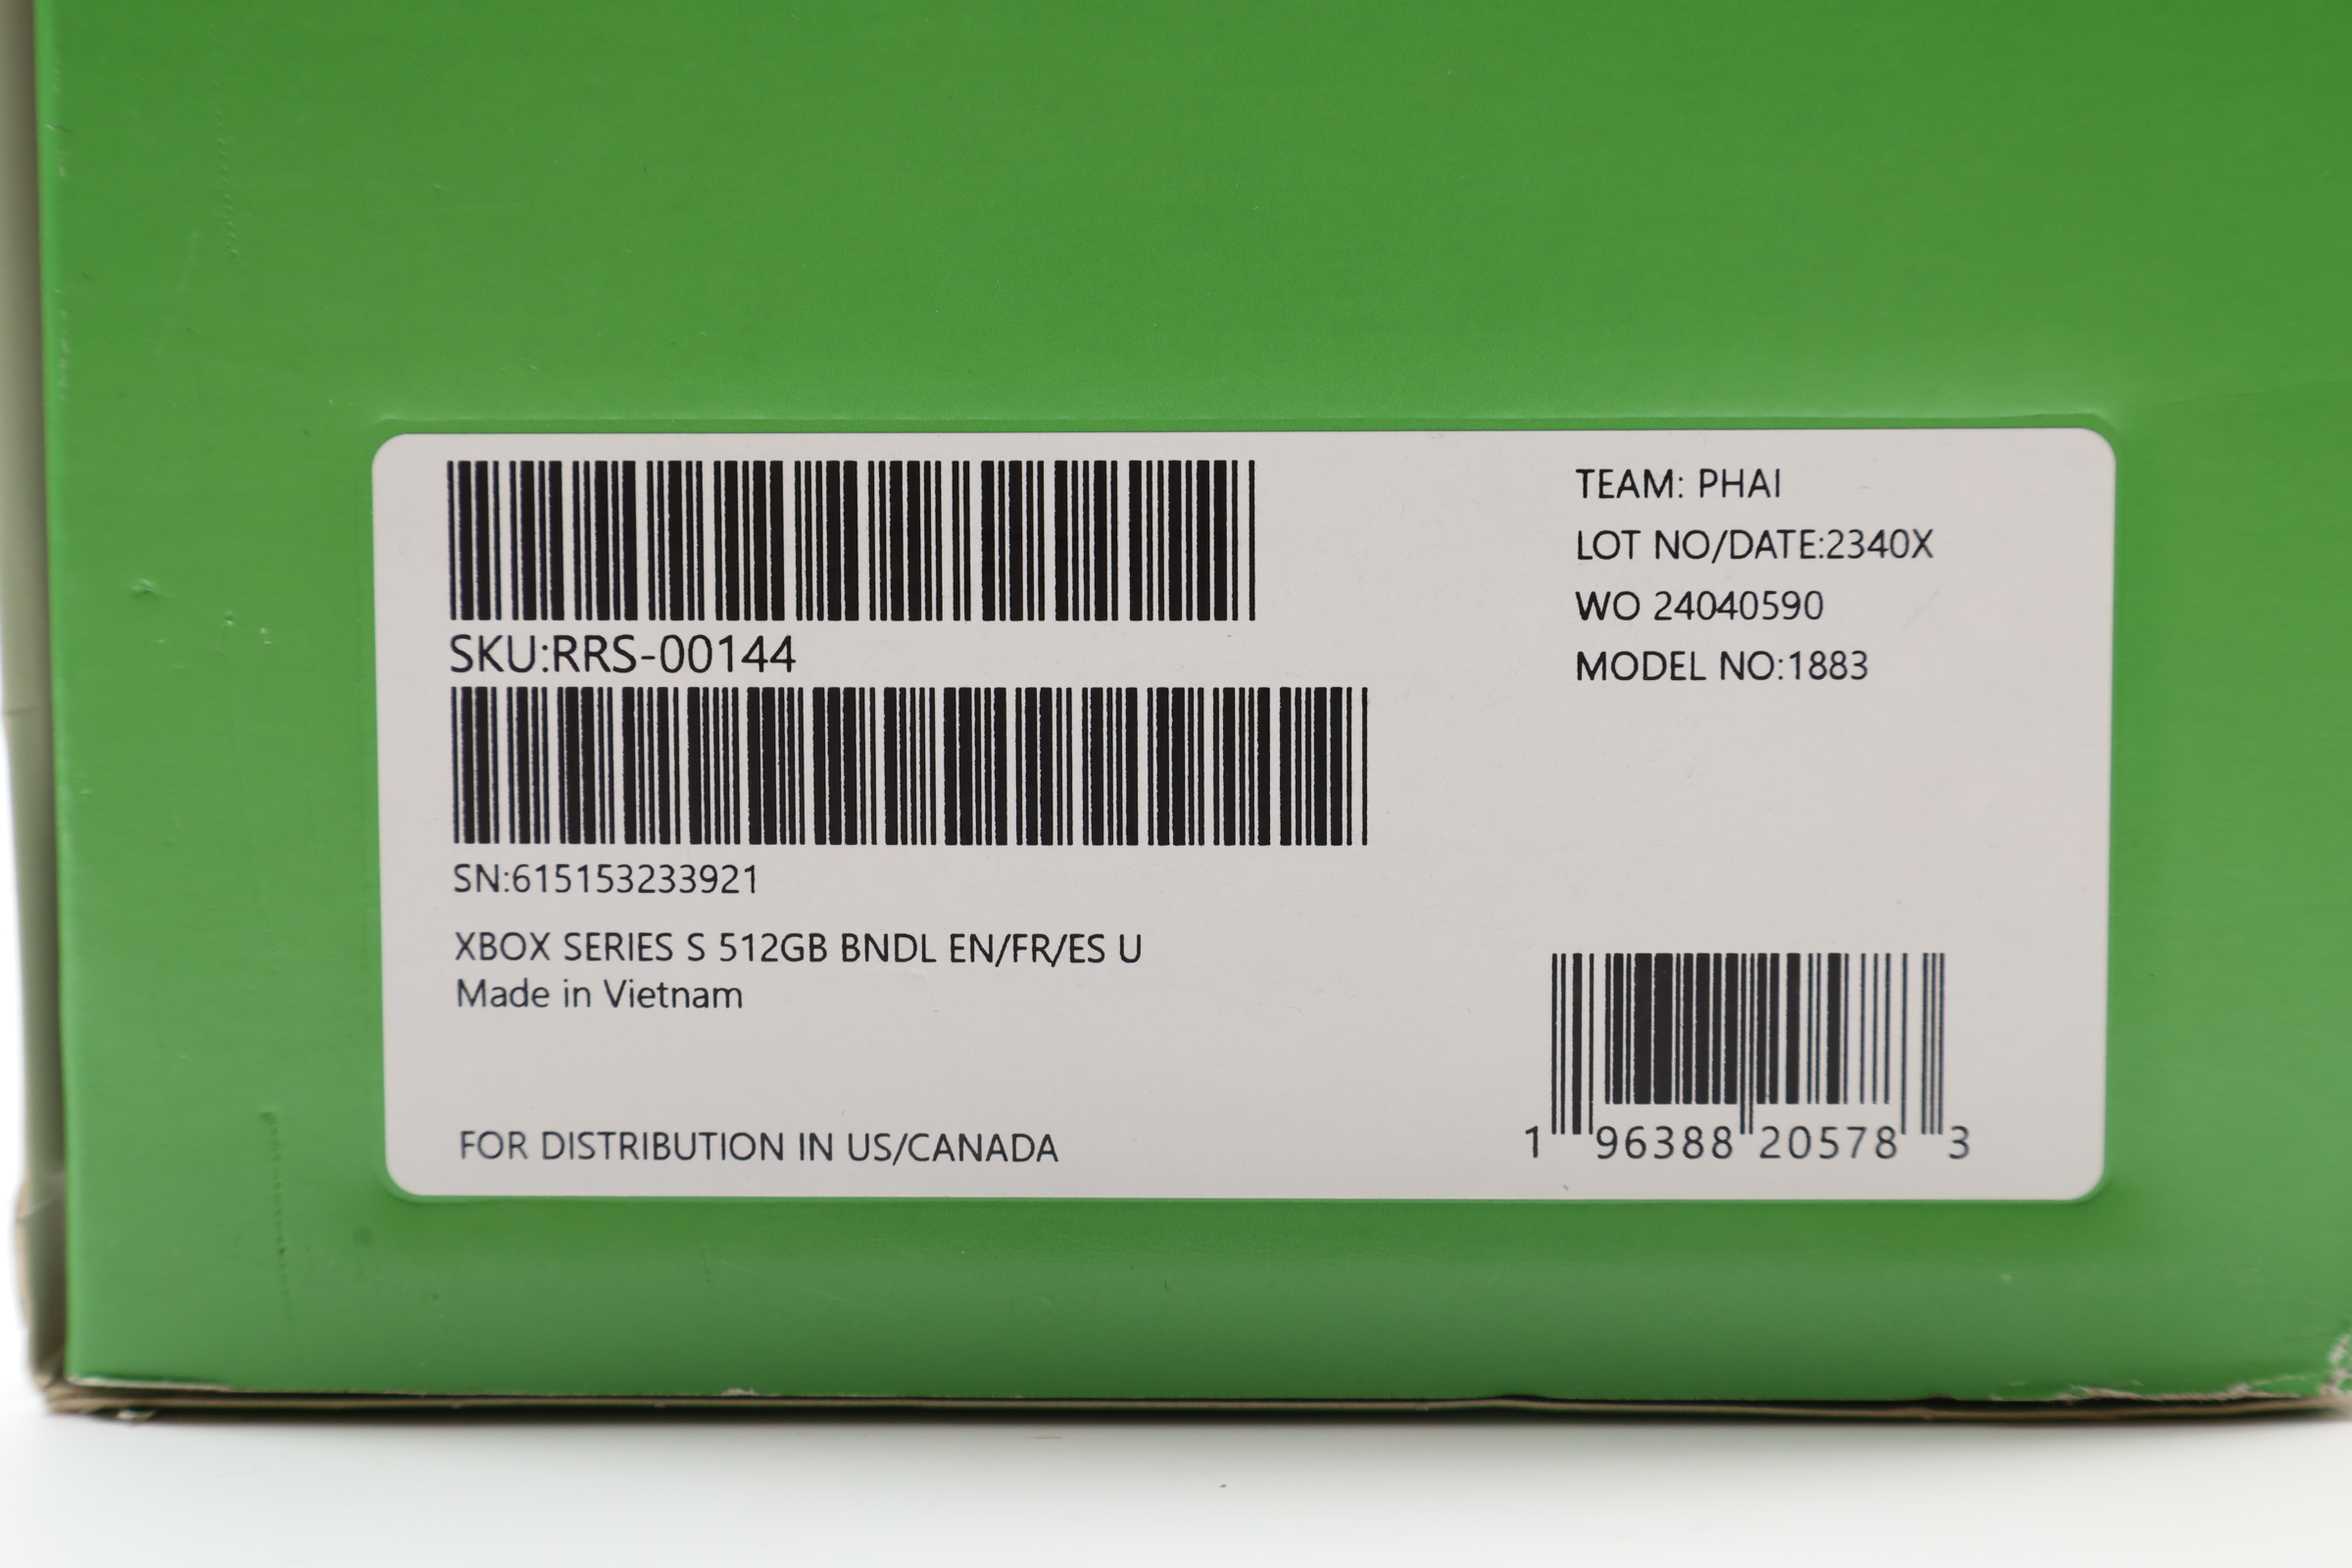 SKU:RRS-00144
SN:615153233921
XBOX SERIES S 512GB BNDL EN/FR/ES U
Made in Vietnam
FOR DISTRIBUTION IN US/CANADA
TEAM: PHAI
LOT NO/DATE:2340X
WO 24040590
MODEL NO:1883
1 96388 20578 3